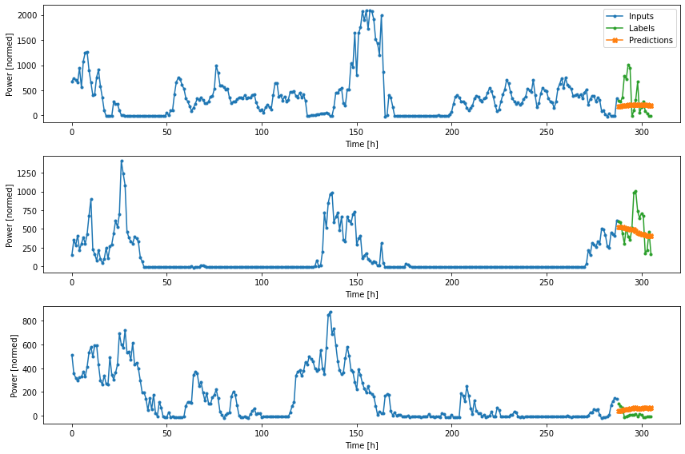 2000
1500
1000
500
0
Power [normed]
Inputs
Labels
Predictions
0 50 100 150 200 250 300
Time [h]
1250
1000
750
500
250
0
Power [normed]
0 50 100 150 200 250 300
Time [h]
800
600
400
200
0
Power [normed]
0 50 100 150 200 250 300
Time [h]